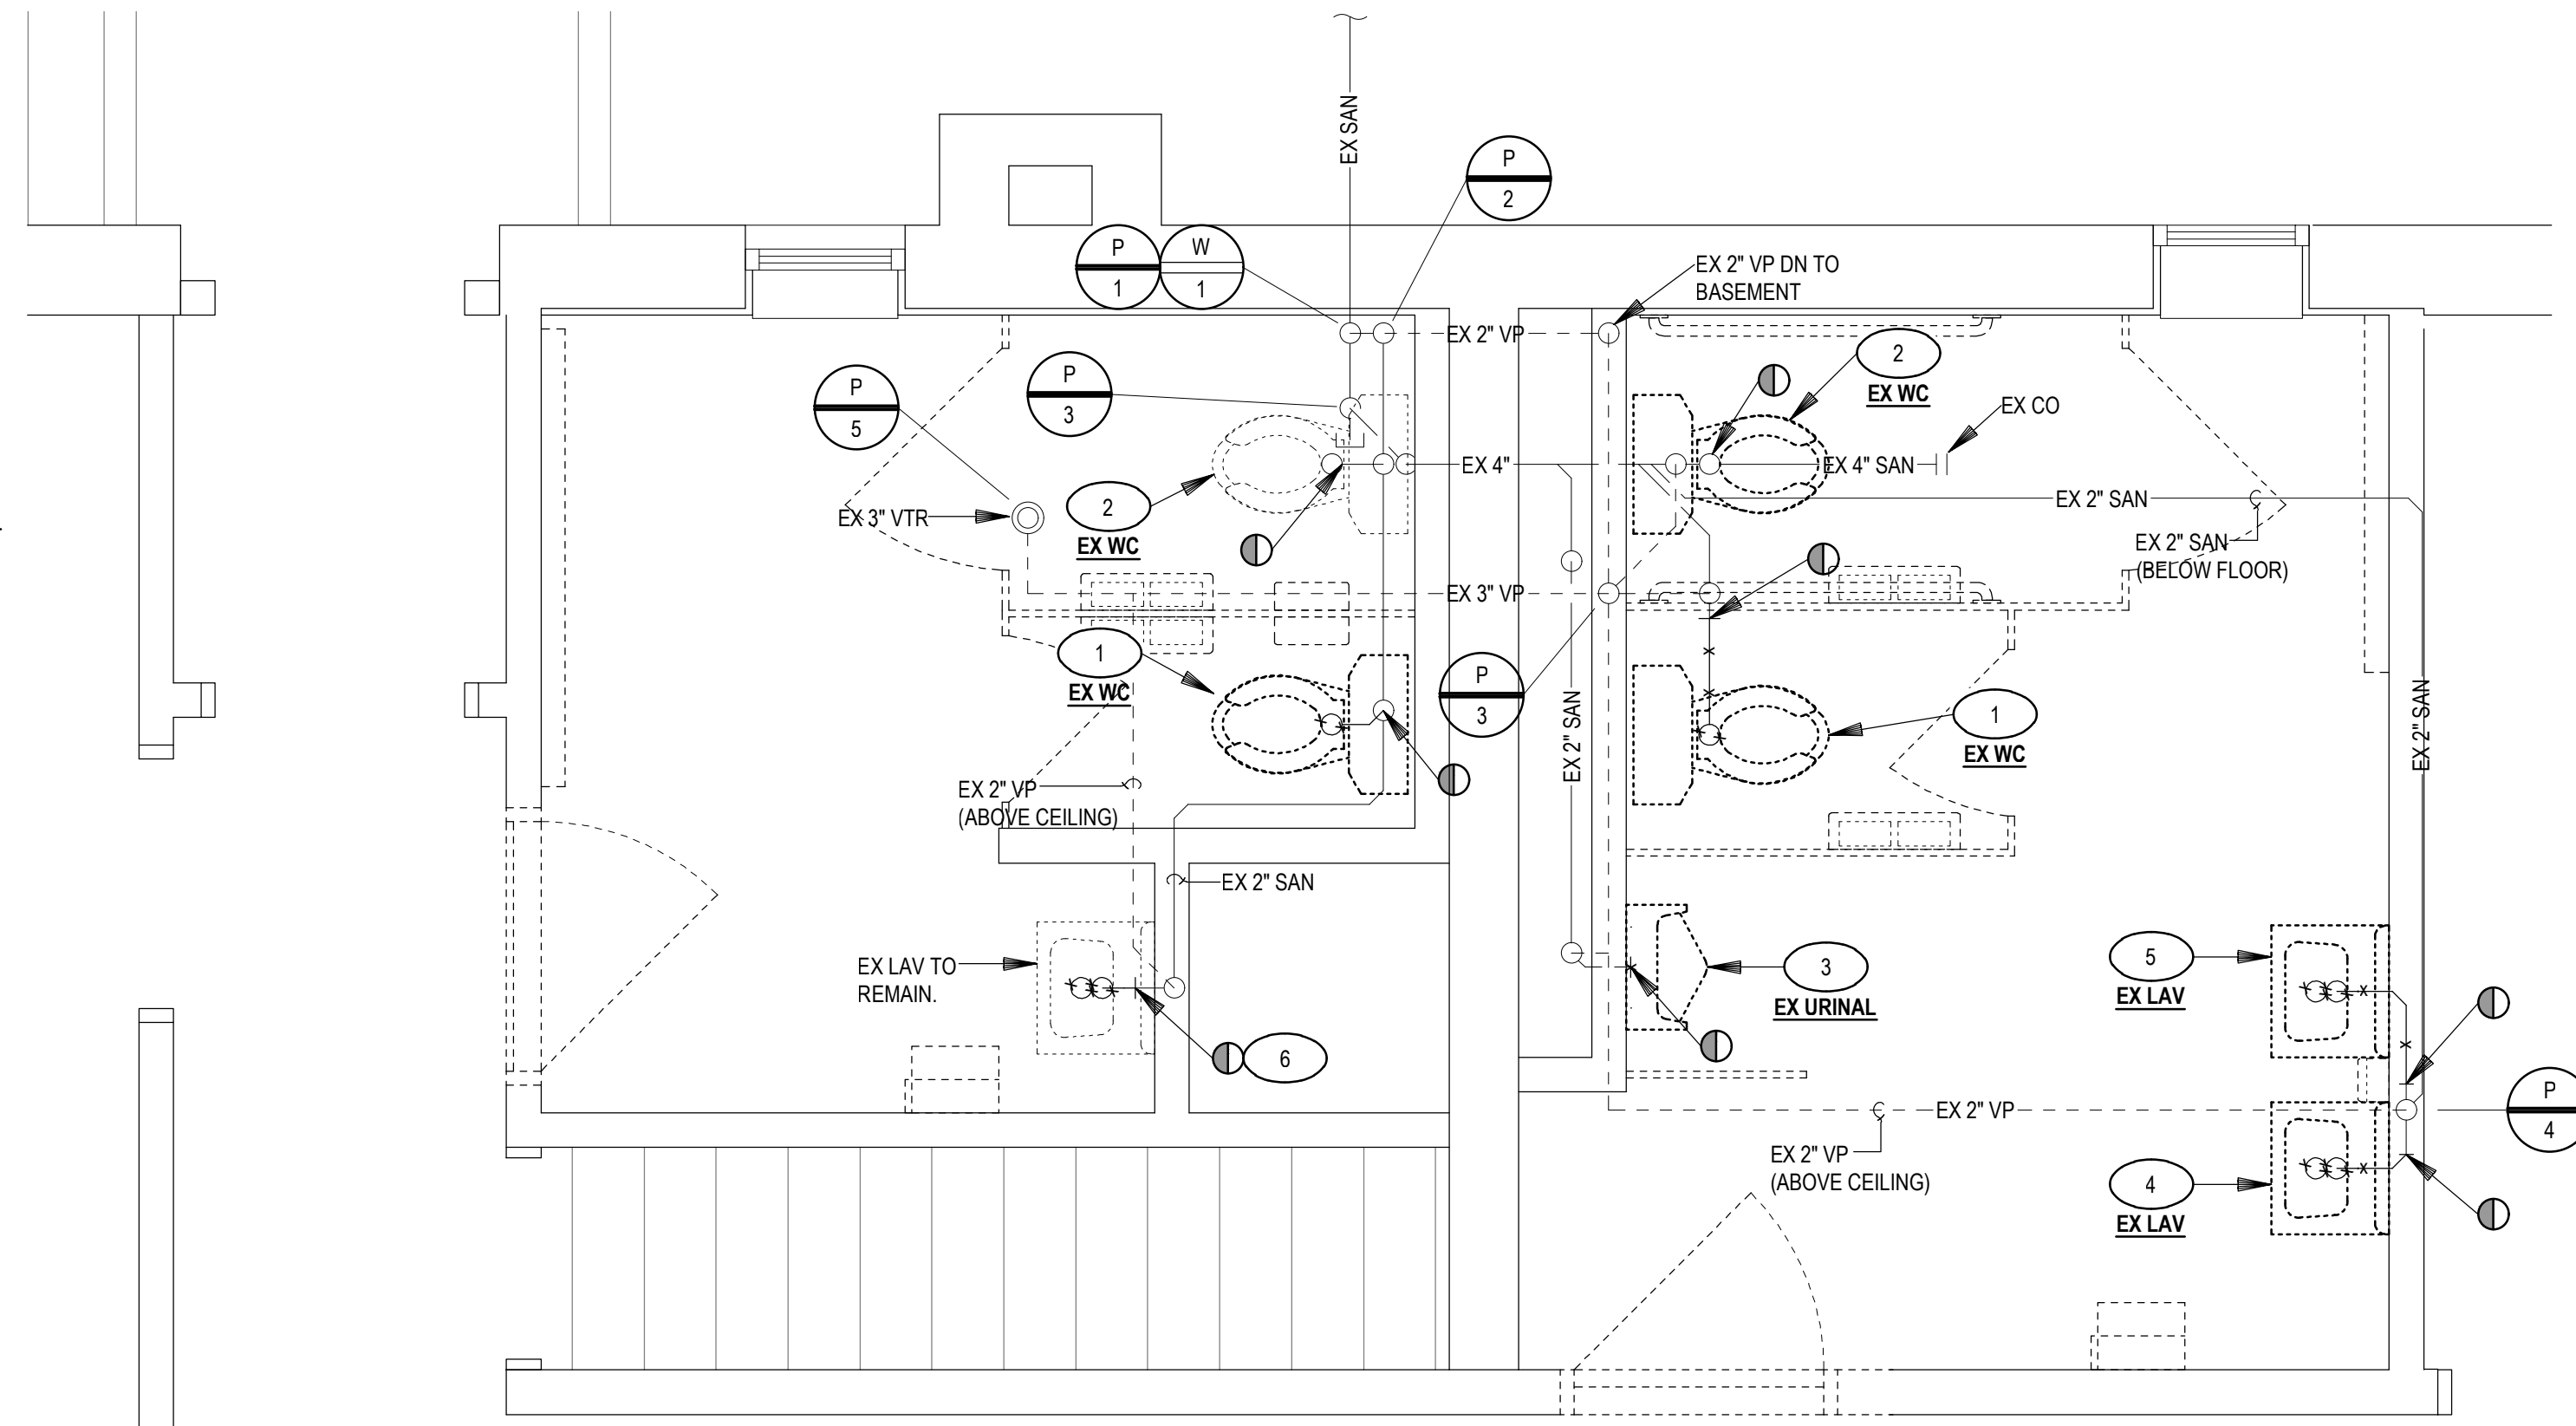 EX SAN
P
2
P
1
W
1
EX 2" VP DN TO
BASEMENT
EX 2" VP
2
EX WC
P
3
P
5
EX CO
EX 4"
EX 4" SAN
EX 2" SAN
2
EX WC
EX 3" VTR
EX 2" SAN
(BELOW FLOOR)
EX 3" VP
1
EX WC
P
3
EX 2" SAN
1
EX WC
EX 2" SAN
EX 2" VP
(ABOVE CEILING)
EX 2" SAN
EX LAV TO
REMAIN.
3
EX URINAL
5
EX LAV
6
P
4
EX 2" VP
EX 2" VP
(ABOVE CEILING)
4
EX LAV